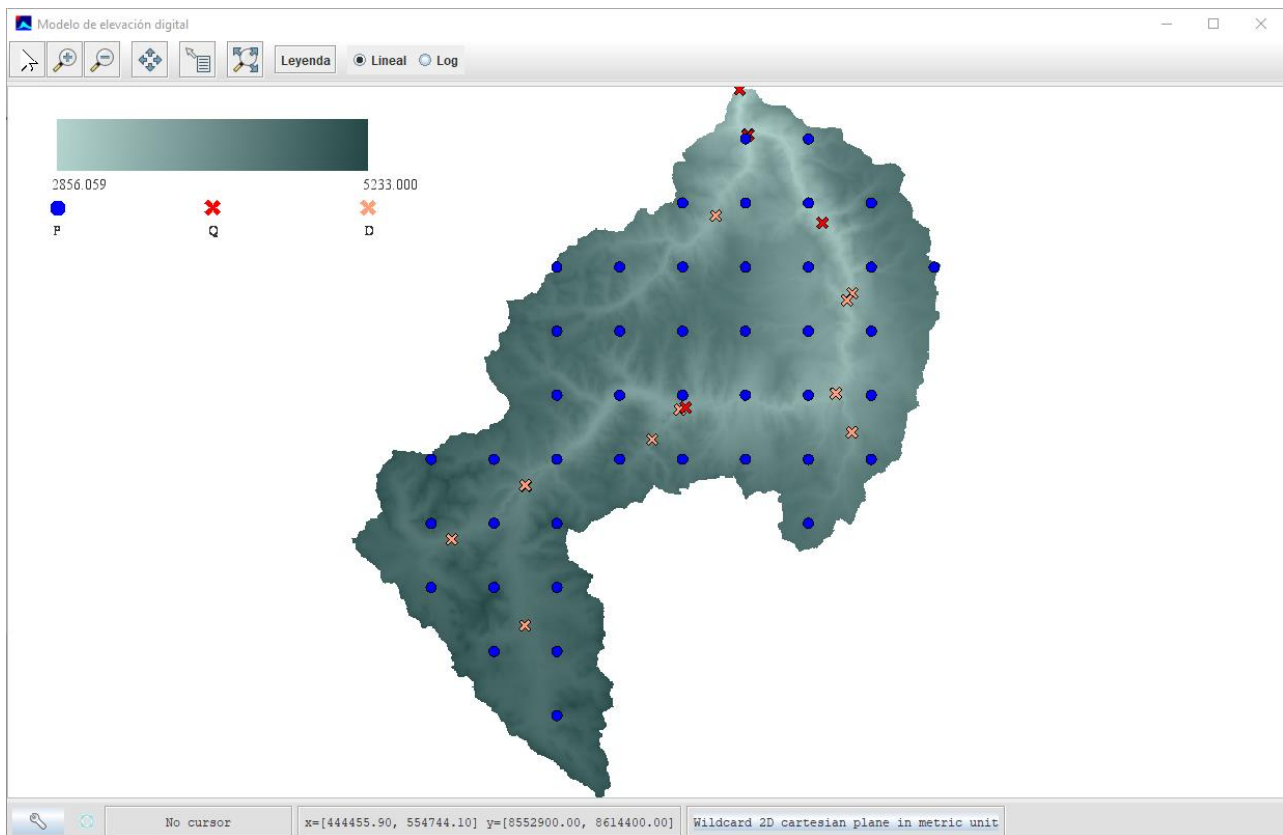 Modelo de elevación digital
Leyenda Lineal Log
2856.059 5233.000
P Q D
No cursor x=[444455.90, 554744.10] y=[8552900.00, 8614400.00] Wildcard 2D cartesian plane in metric unit